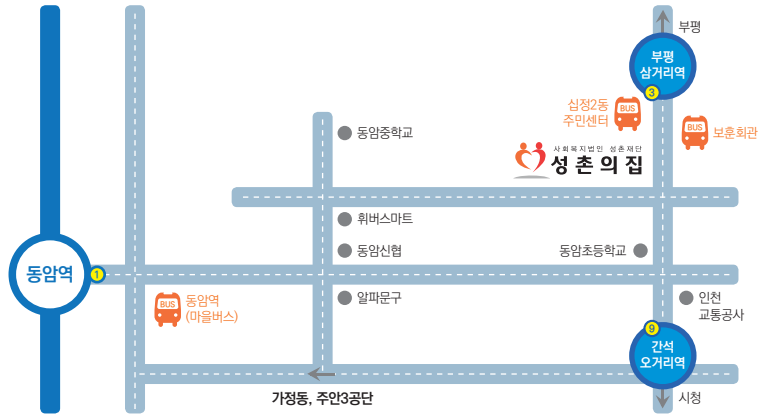 부평
부평
삼거리역
3
십정2동
주민센터
BUS
BUS
보훈회관
동암중학교
사회복지법인 성촌재단
성촌의집
휘버스마트
동암신협
동암초등학교
동암역
1
BUS
동암역
(마을버스)
알파문구
인천
교통공사
9
간석
오거리역
가정동, 주안3공단
시청